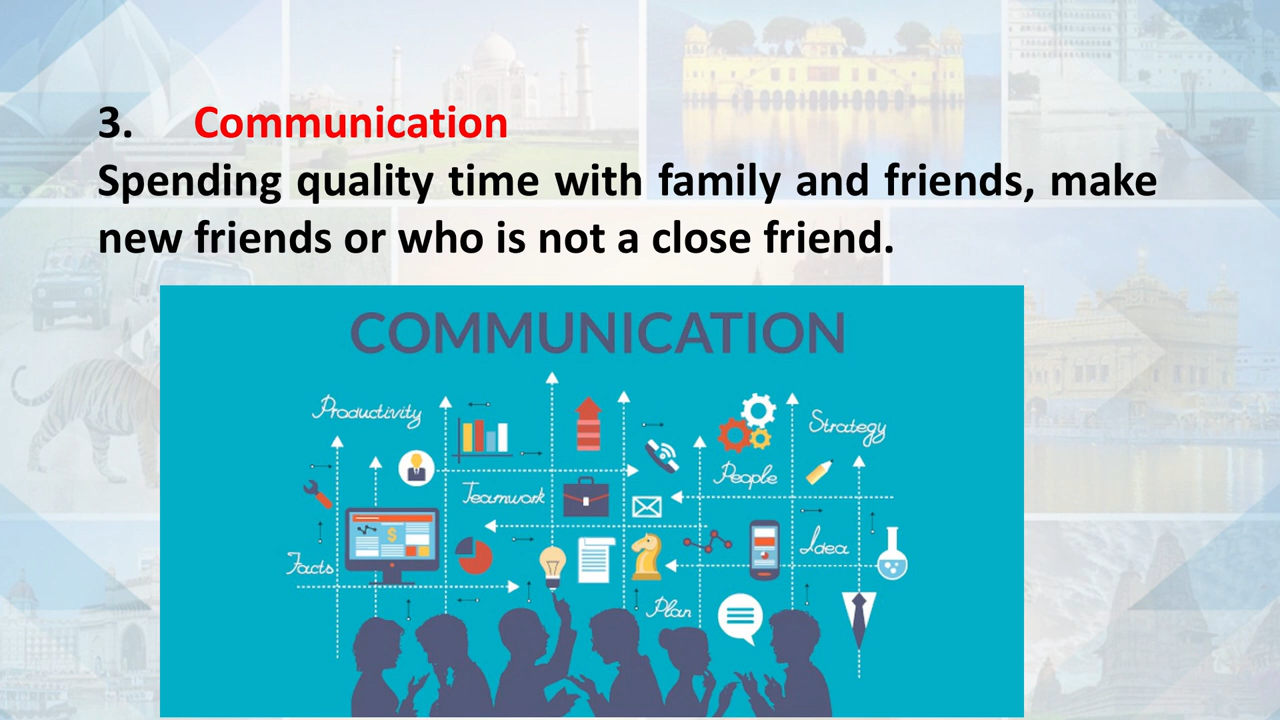 3. Communication
Spending quality time with family and friends, make
new friends or who is not a close friend.
COMMUNICATION
Productivity
Strategy
People
Teamwork
Idea
Facts
Plan